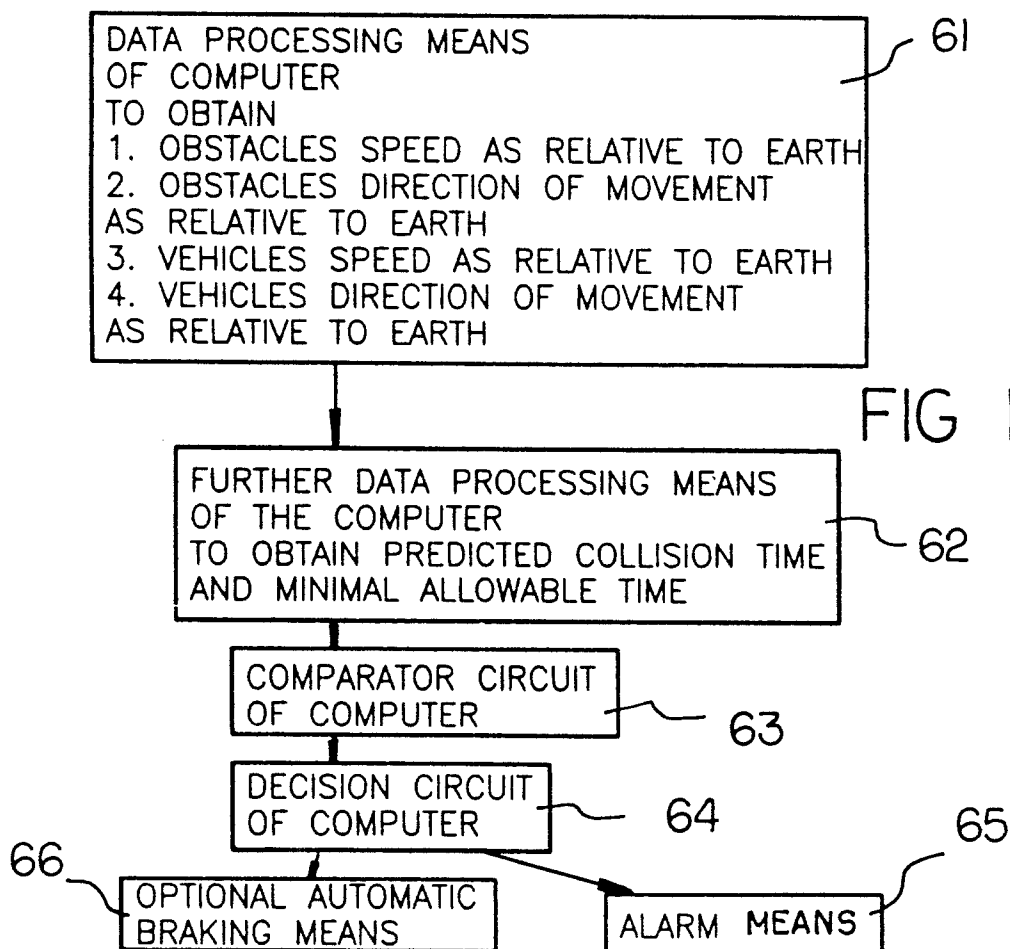 DATA PROCESSING MEANS
OF COMPUTER
TO OBTAIN
1. OBSTACLES SPEED AS RELATIVE TO EARTH
2. OBSTACLES DIRECTION OF MOVEMENT
AS RELATIVE TO EARTH
3. VEHICLES SPEED AS RELATIVE TO EARTH
4. VEHICLES DIRECTION OF MOVEMENT
AS RELATIVE TO EARTH
61
FIG
FURTHER DATA PROCESSING MEANS
OF THE COMPUTER
TO OBTAIN PREDICTED COLLISION TIME
AND MINIMAL ALLOWABLE TIME
62
COMPARATOR CIRCUIT
OF COMPUTER
63
DECISION CIRCUIT
OF COMPUTER
64
66
OPTIONAL AUTOMATIC
BRAKING MEANS
65
ALARM MEANS